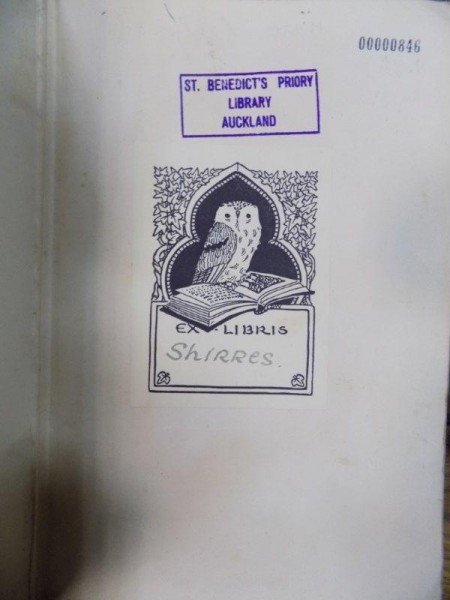 00000846
ST. BENEDICT'S PRIORY
LIBRARY
AUCKLAND
EX-LIBRIS
Shirres.